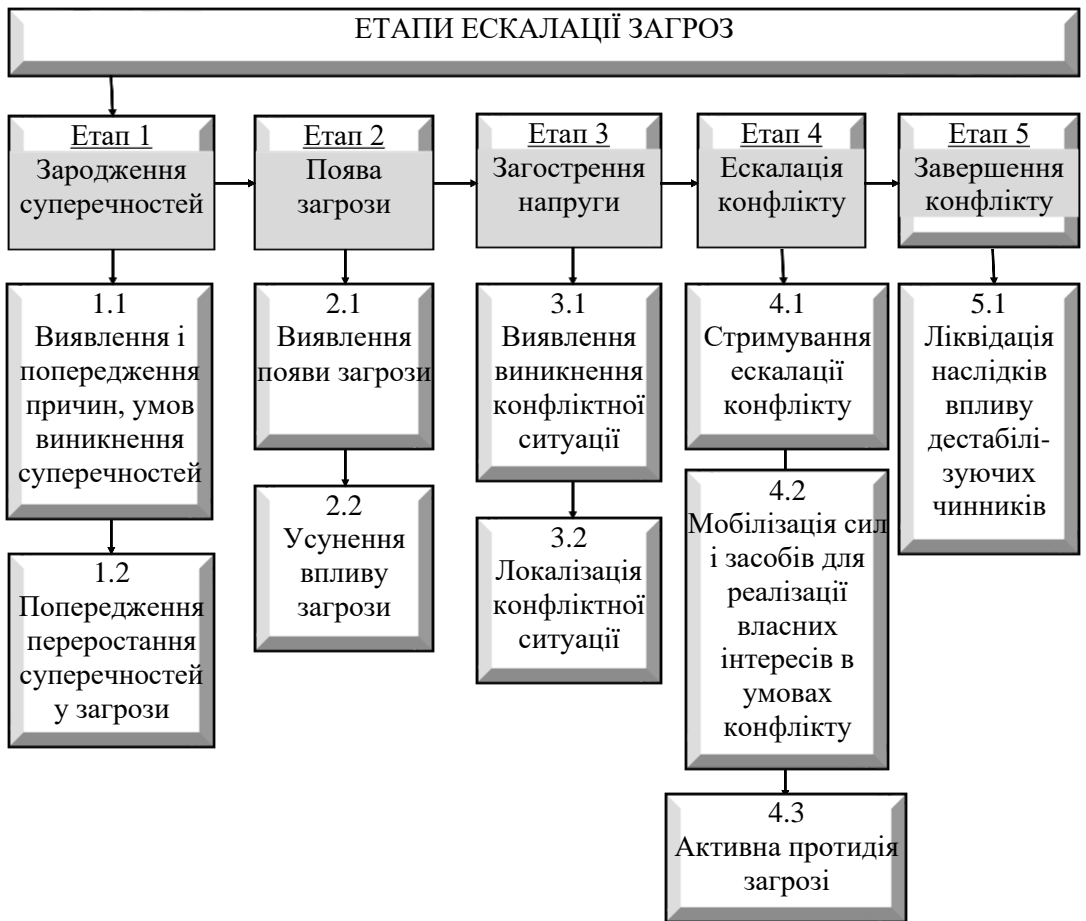 ЕТАПИ ЕСКАЛАЦІЇ ЗАГРОЗ
Етап 1
Зародження
суперечностей
Етап 2
Поява
загрози
Етап 3
Загострення
напруги
Етап 4
Ескалація
конфлікту
Етап 5
Завершення
конфлікту
1.1
Виявлення і
попередження
причин, умов
виникнення
суперечностей
1.2
Попередження
переростання
суперечностей
у загрози
2.1
Виявлення
появи загрози
2.2
Усунення
впливу
загрози
3.1
Виявлення
виникнення
конфліктної
ситуації
3.2
Локалізація
конфліктної
ситуації
4.1
Стримування
ескалації
конфлікту
4.2
Мобілізація сил
і засобів для
реалізації
власних
інтересів в
умовах
конфлікту
4.3
Активна протидія
загрозі
5.1
Ліквідація
наслідків
впливу
дестабілі-
зуючих
чинників